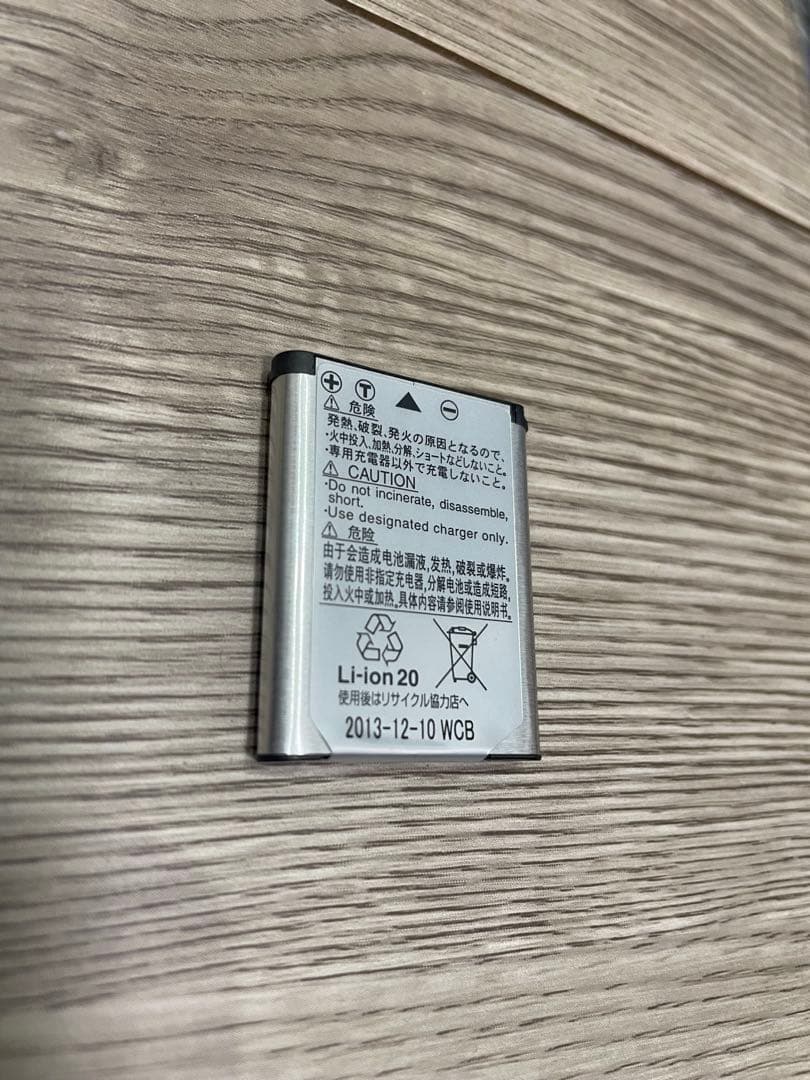 + T ▲ −
⚠ 危険
発熱、破裂、発火の原因となるので、
・火中投入、加熱、分解、ショートなどしないこと。
・専用充電器以外で充電しないこと。
⚠ CAUTION
·Do not incinerate, disassemble,
short.
·Use designated charger only.
⚠ 危险
由于会造成电池漏液,发热,破裂或爆炸。
请勿使用非指定充电器,分解电池或造成短路,
投入火中或加热。具体内容请参阅使用说明书。
Li-ion 20
使用後はリサイクル協力店へ
2013-12-10 WCB